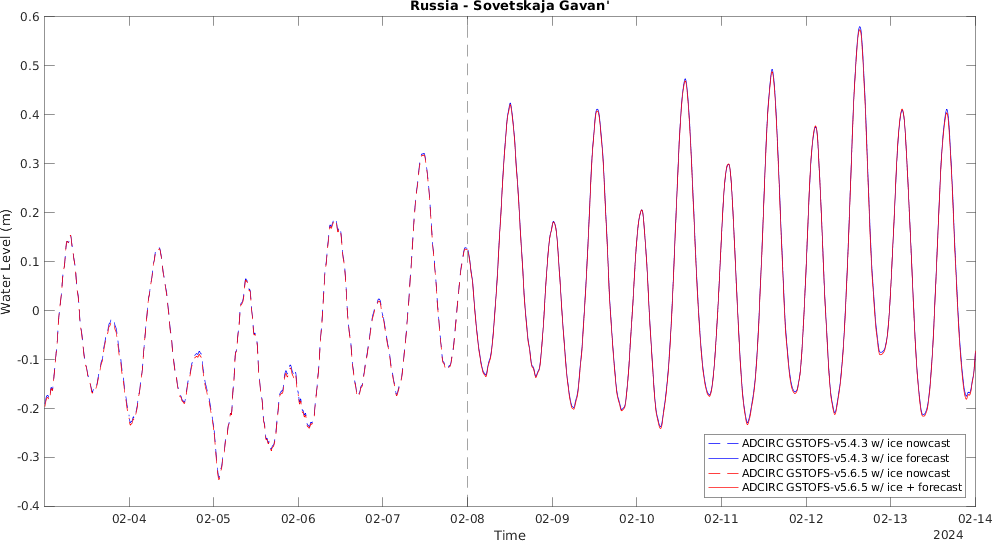 Russia - Sovetskaja Gavan'
0.6
0.5
0.4
0.3
0.2
0.1
0
-0.1
-0.2
-0.3
-0.4
Water Level (m)
ADCIRC GSTOFS-v5.4.3 w/ ice nowcast
ADCIRC GSTOFS-v5.4.3 w/ ice forecast
ADCIRC GSTOFS-v5.6.5 w/ ice nowcast
ADCIRC GSTOFS-v5.6.5 w/ ice + forecast
02-04 02-05 02-06 02-07 02-08 02-09 02-10 02-11 02-12 02-13 02-14
Time
2024